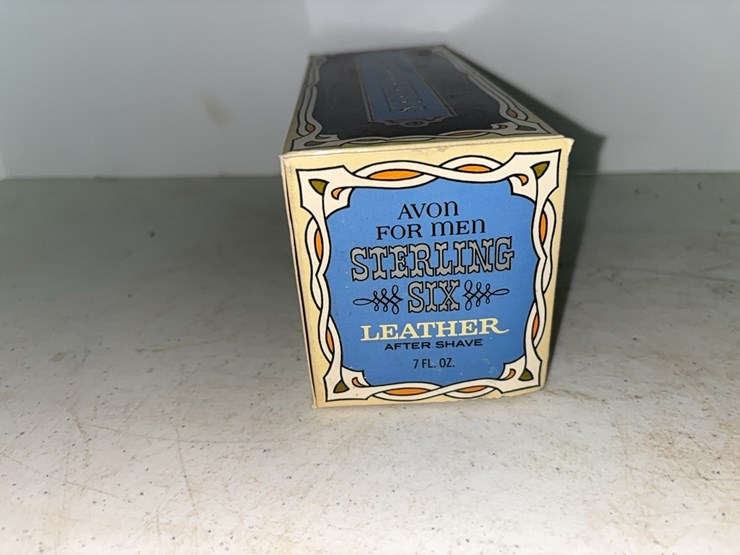 AVON
FOR MEN
STERLING
SIX
LEATHER
AFTER SHAVE
7 FL. OZ.